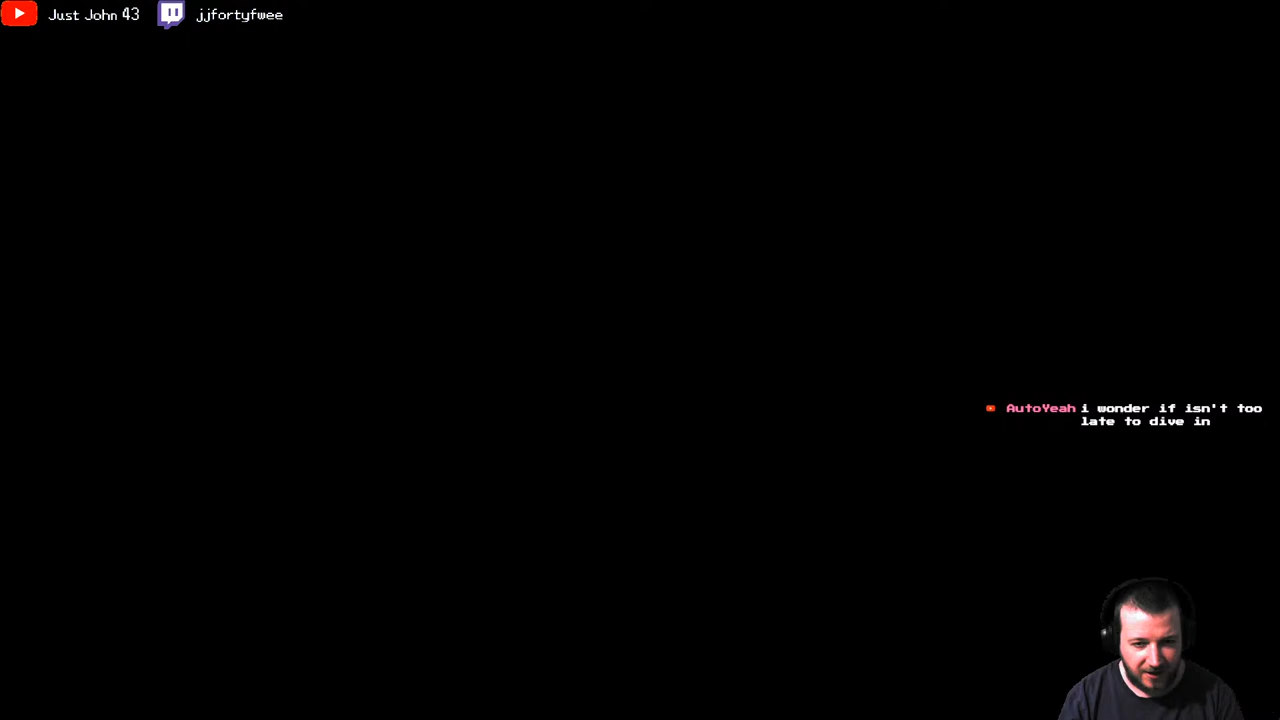 Just John 43 jjfortyfwee
AutoYeah i wonder if isn't too
late to dive in